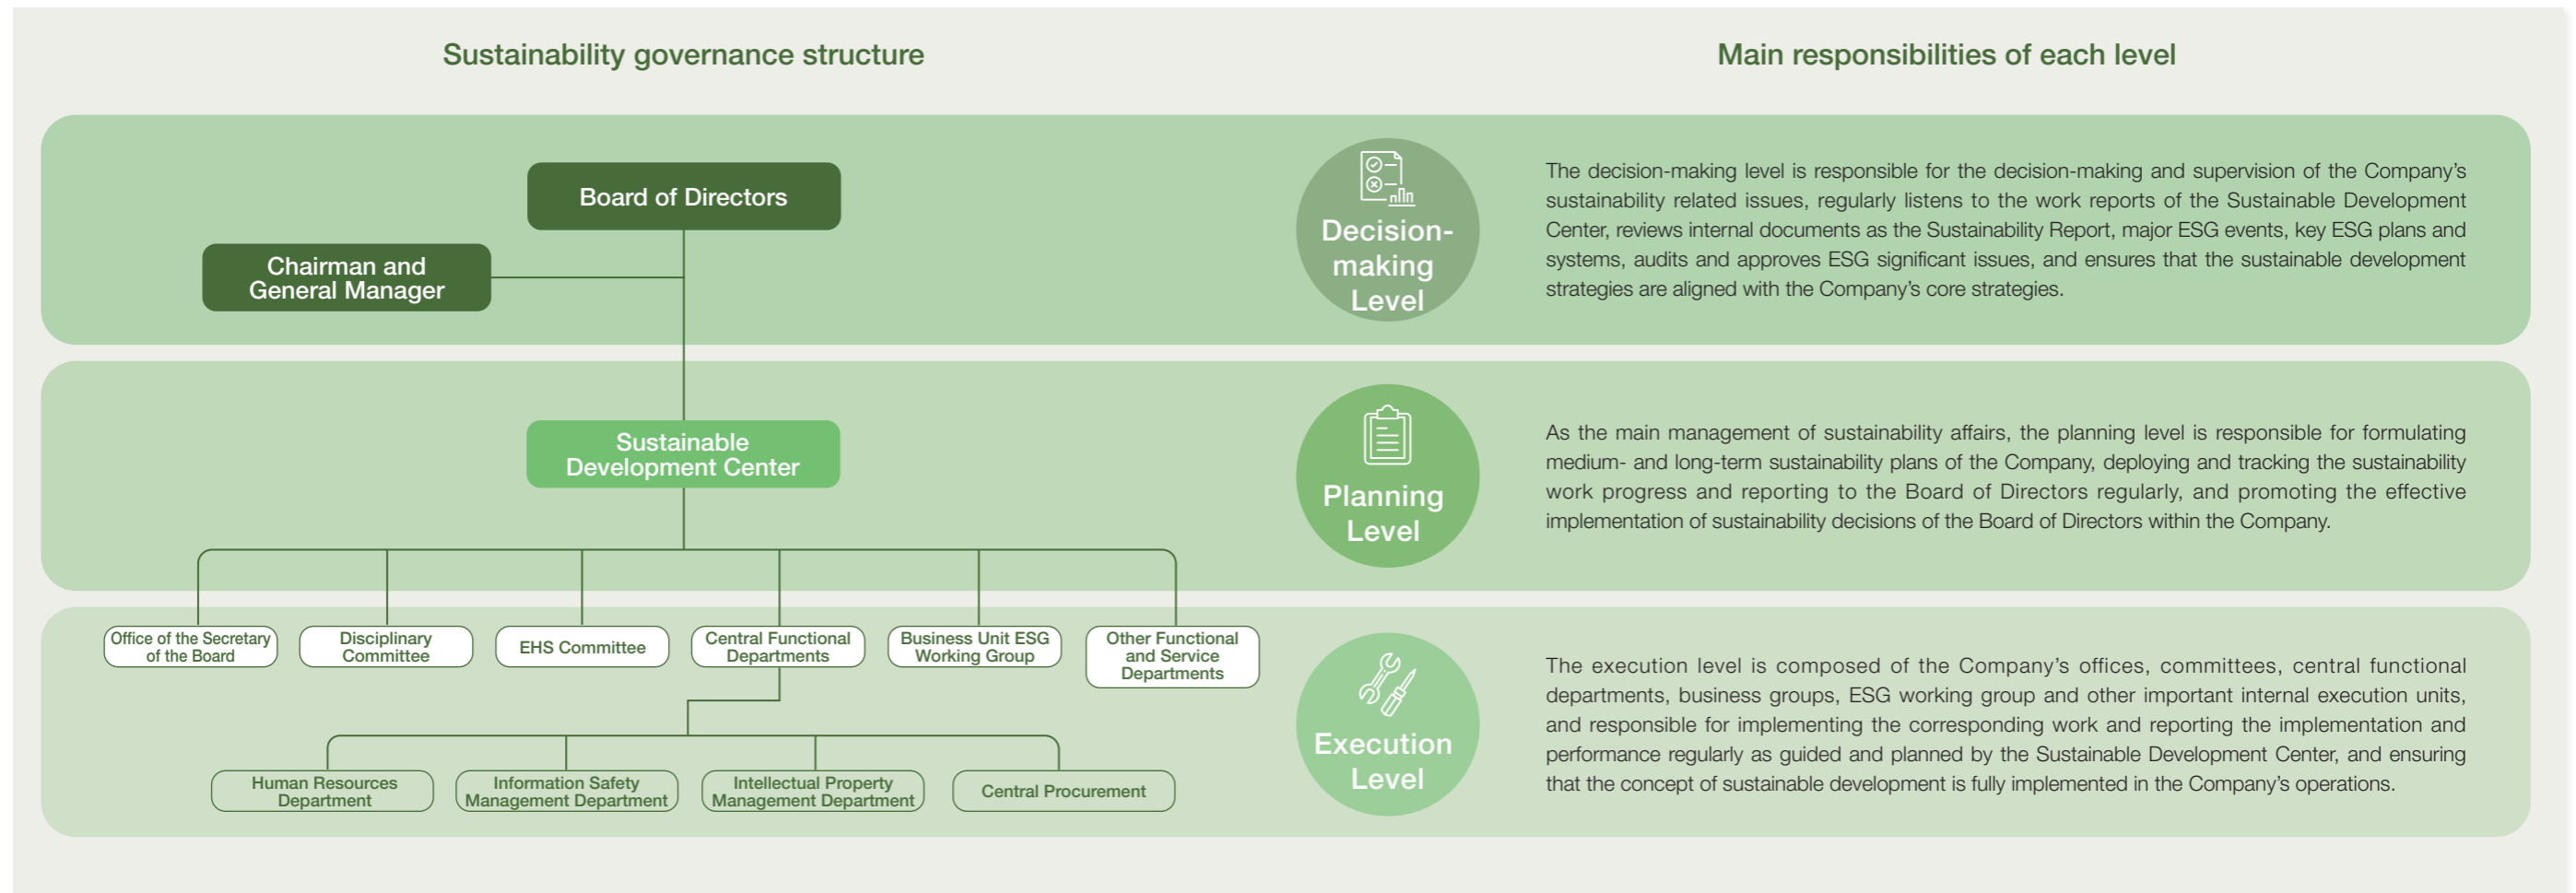 Sustainability governance structure
Main responsibilities of each level
Board of Directors
Chairman and
General Manager
Decision-
making
Level
The decision-making level is responsible for the decision-making and supervision of the Company’s
sustainability related issues, regularly listens to the work reports of the Sustainable Development
Center, reviews internal documents as the Sustainability Report, major ESG events, key ESG plans and
systems, audits and approves ESG significant issues, and ensures that the sustainable development
strategies are aligned with the Company’s core strategies.
Sustainable
Development Center
Planning
Level
As the main management of sustainability affairs, the planning level is responsible for formulating
medium- and long-term sustainability plans of the Company, deploying and tracking the sustainability
work progress and reporting to the Board of Directors regularly, and promoting the effective
implementation of sustainability decisions of the Board of Directors within the Company.
Office of the Secretary
of the Board
Disciplinary
Committee
EHS Committee
Central Functional
Departments
Business Unit ESG
Working Group
Other Functional
and Service
Departments
Human Resources
Department
Information Safety
Management Department
Intellectual Property
Management Department
Central Procurement
Execution
Level
The execution level is composed of the Company’s offices, committees, central functional
departments, business groups, ESG working group and other important internal execution units,
and responsible for implementing the corresponding work and reporting the implementation and
performance regularly as guided and planned by the Sustainable Development Center, and ensuring
that the concept of sustainable development is fully implemented in the Company’s operations.